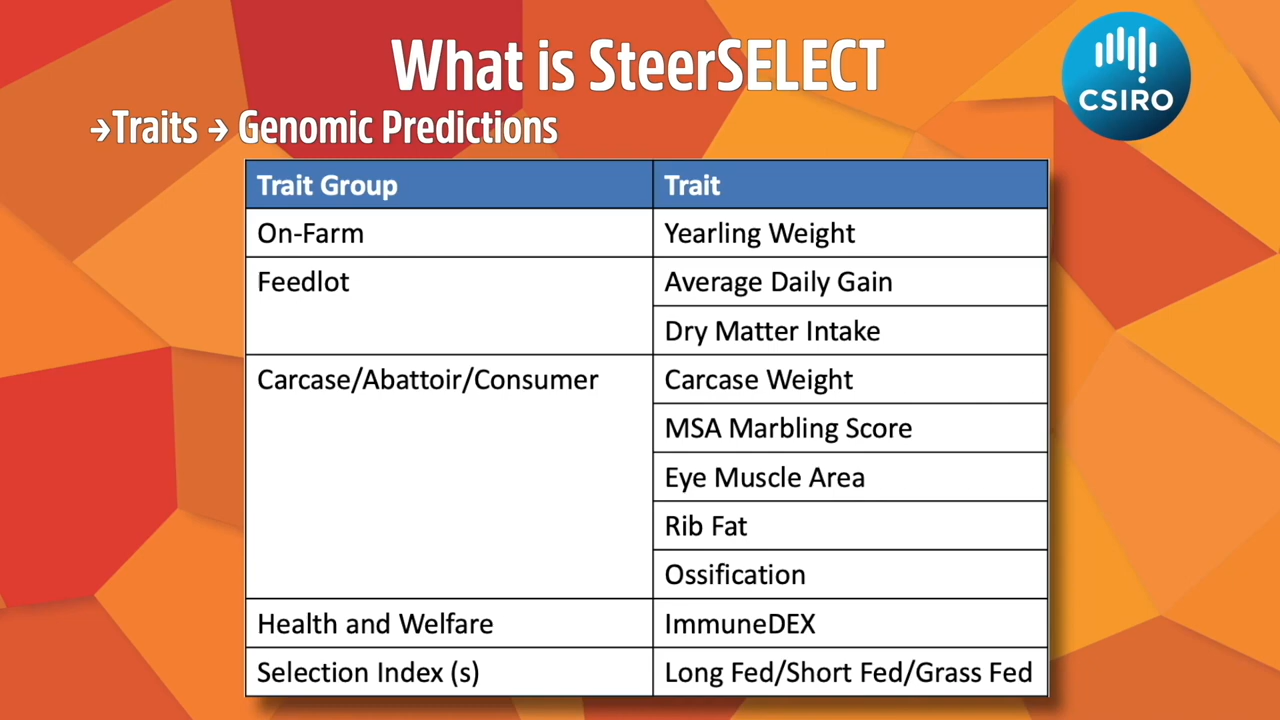 What is SteerSELECT
CSIRO
→Traits → Genomic Predictions
Trait Group Trait
On-Farm Yearling Weight
Feedlot Average Daily Gain
Dry Matter Intake
Carcase/Abattoir/Consumer Carcase Weight
MSA Marbling Score
Eye Muscle Area
Rib Fat
Ossification
Health and Welfare ImmuneDEX
Selection Index (s) Long Fed/Short Fed/Grass Fed